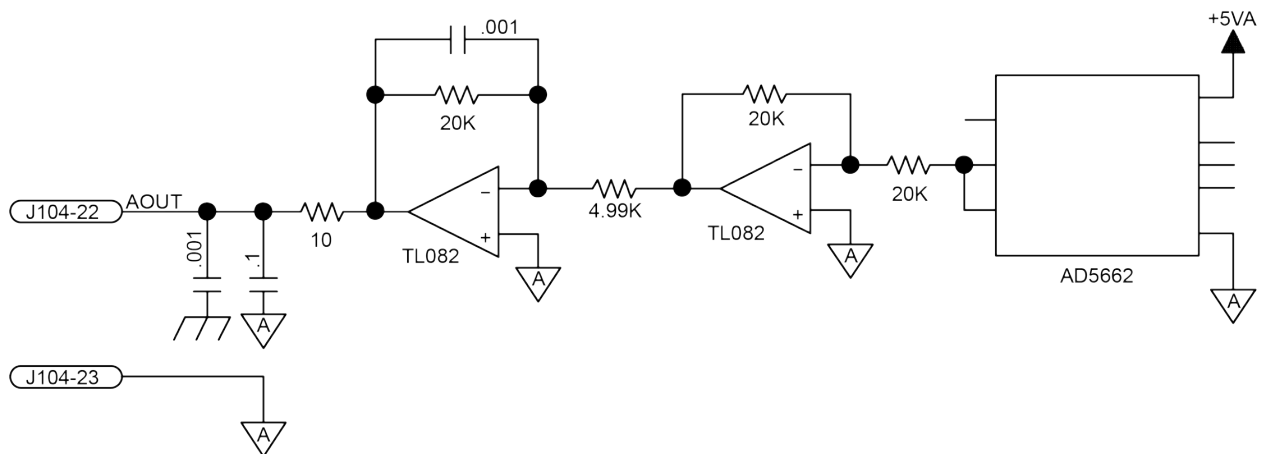 +5VA
.001
20K
20K
-
20K
-
4.99K
+
TL082
AD5662
A
J104-22
AOUT
10
+
TL082
A
A
.001
.1
A
J104-23
A